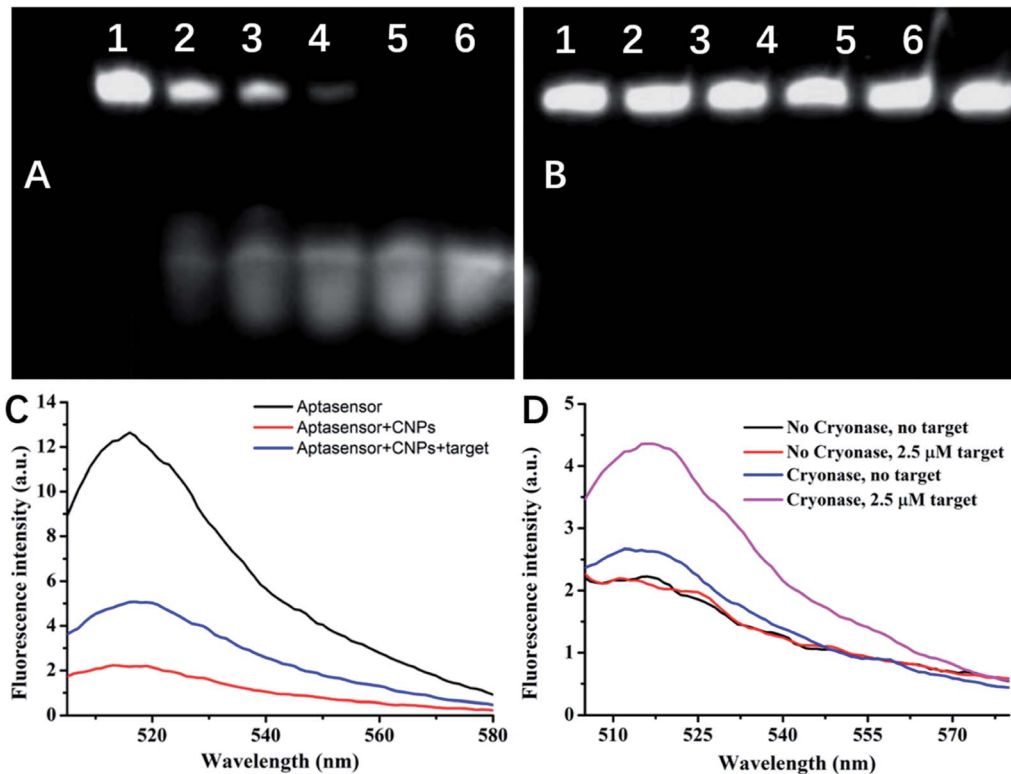 1 2 3 4 5 6
A
1 2 3 4 5 6
B
C
14
12
10
8
6
4
2
0
Fluorescence intensity (a.u.)
Aptasensor
Aptasensor+CNPs
Aptasensor+CNPs+target
520 540 560 580
Wavelength (nm)
D
5
4
3
2
1
0
Fluorescence intensity (a.u.)
No Cryonase, no target
No Cryonase, 2.5 μM target
Cryonase, no target
Cryonase, 2.5 μM target
510 525 540 555 570
Wavelength (nm)